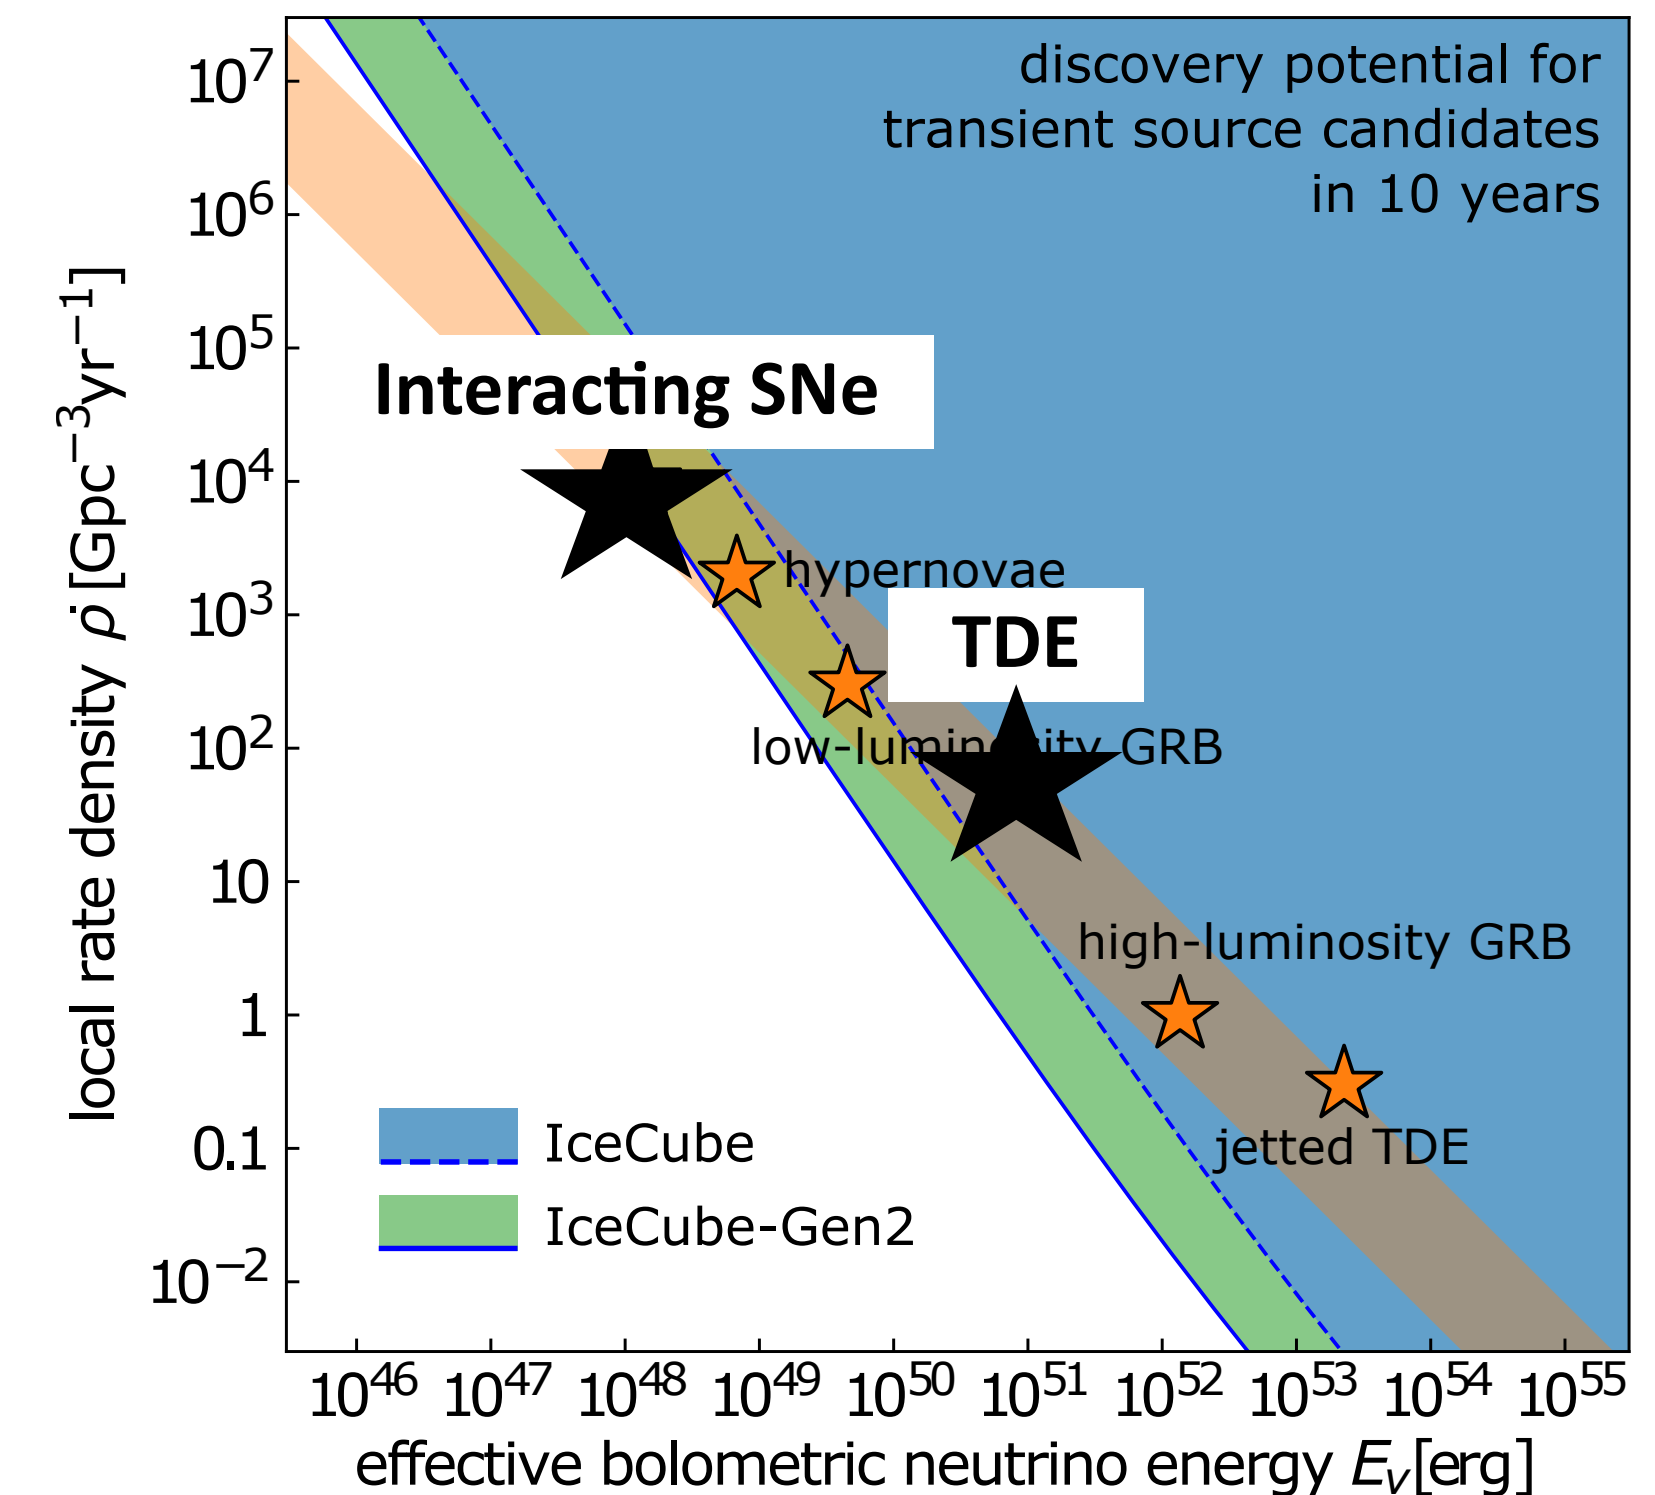 discovery potential for
transient source candidates
in 10 years
10⁷
10⁶
10⁵
10⁴
10³
10²
10
1
0.1
10⁻²
local rate density ρ̇ [Gpc⁻³yr⁻¹]
Interacting SNe
hypernovae
TDE
low-luminosity GRB
high-luminosity GRB
jetted TDE
IceCube
IceCube-Gen2
10⁴⁶ 10⁴⁷ 10⁴⁸ 10⁴⁹ 10⁵⁰ 10⁵¹ 10⁵² 10⁵³ 10⁵⁴ 10⁵⁵
effective bolometric neutrino energy Eᵥ[erg]